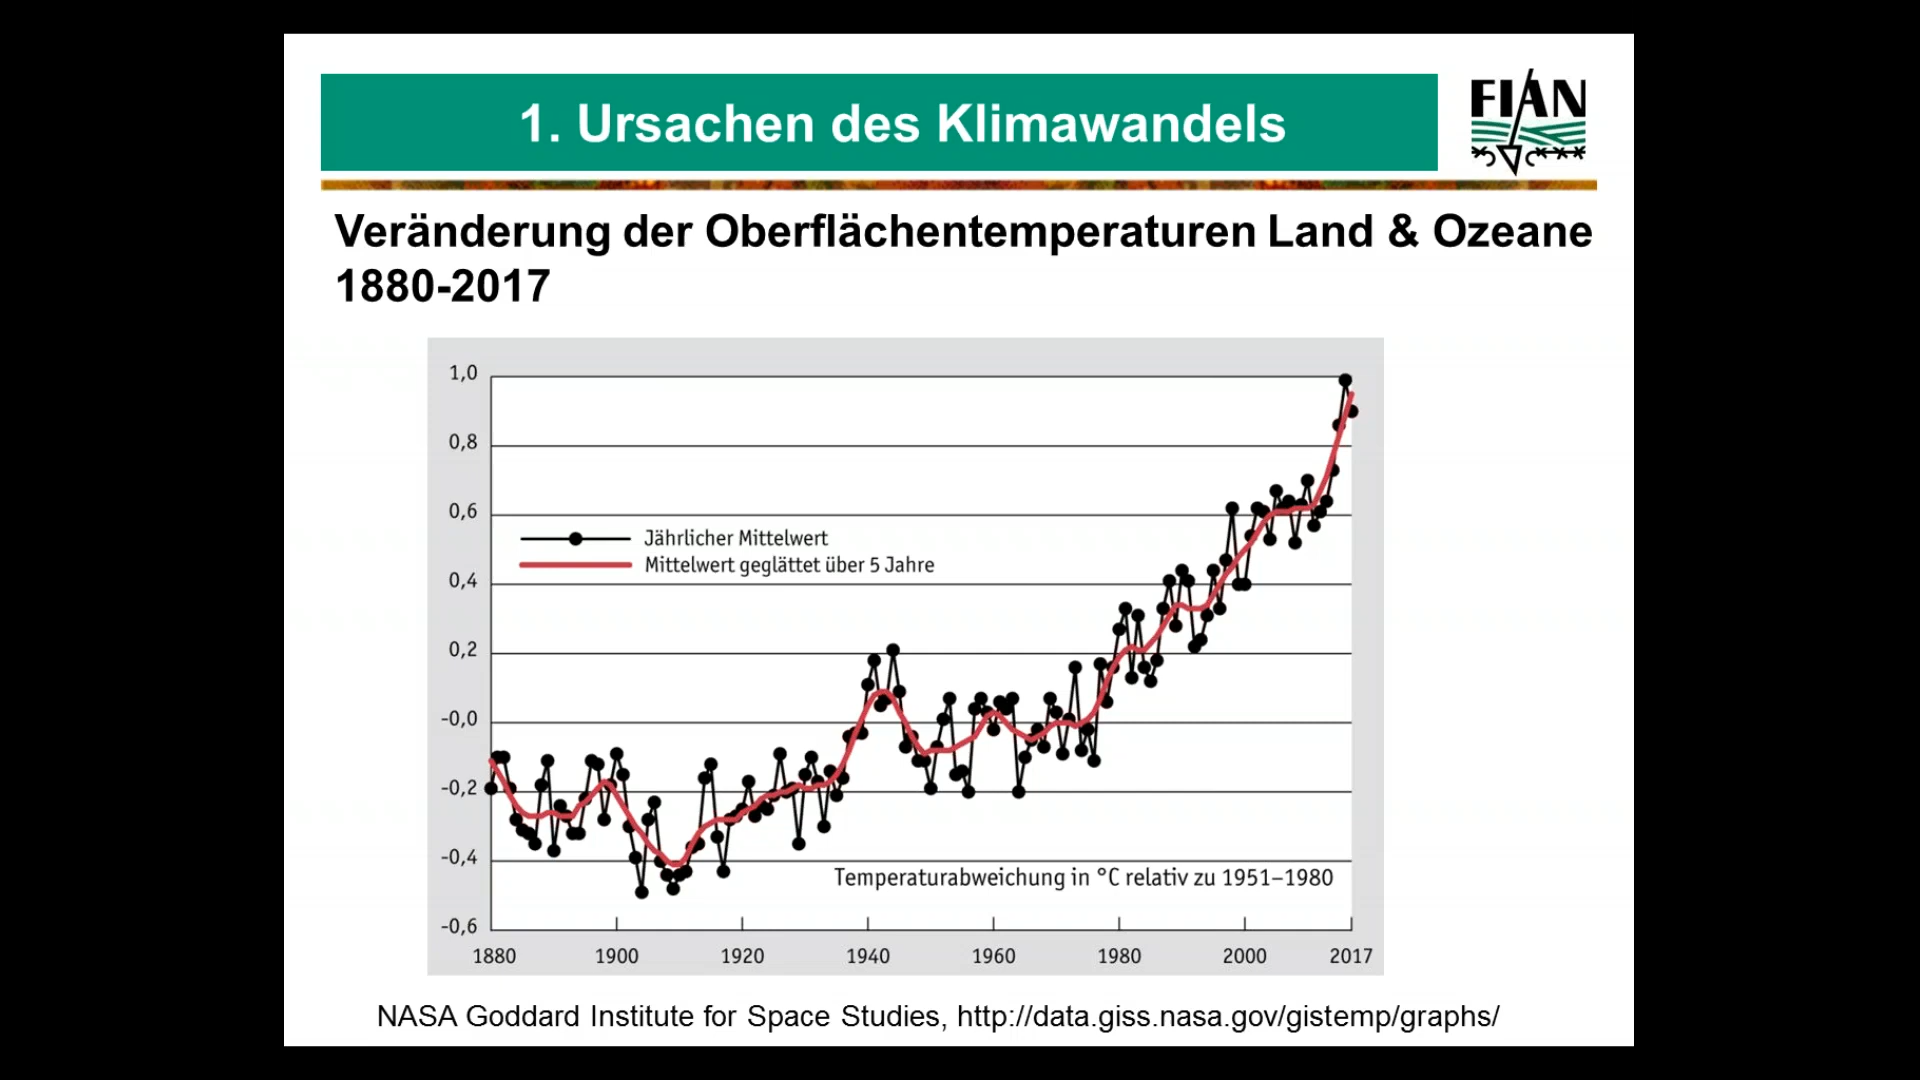 1. Ursachen des Klimawandels
FIAN
Veränderung der Oberflächentemperaturen Land & Ozeane
1880-2017
1,0
0,8
0,6
Jährlicher Mittelwert
Mittelwert geglättet über 5 Jahre
0,4
0,2
-0,0
-0,2
-0,4
Temperaturabweichung in °C relativ zu 1951–1980
-0,6
1880 1900 1920 1940 1960 1980 2000 2017
NASA Goddard Institute for Space Studies, http://data.giss.nasa.gov/gistemp/graphs/